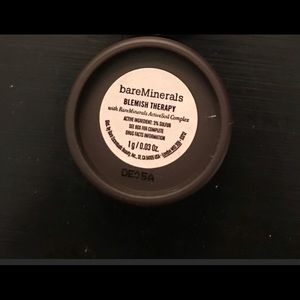 bareMinerals
BLEMISH THERAPY
with BareMinerals ActiveSoil Complex
ACTIVE INGREDIENT: 3% SULFUR
SEE BOX FOR COMPLETE
DRUG FACTS INFORMATION
1 g / 0.03 Oz.